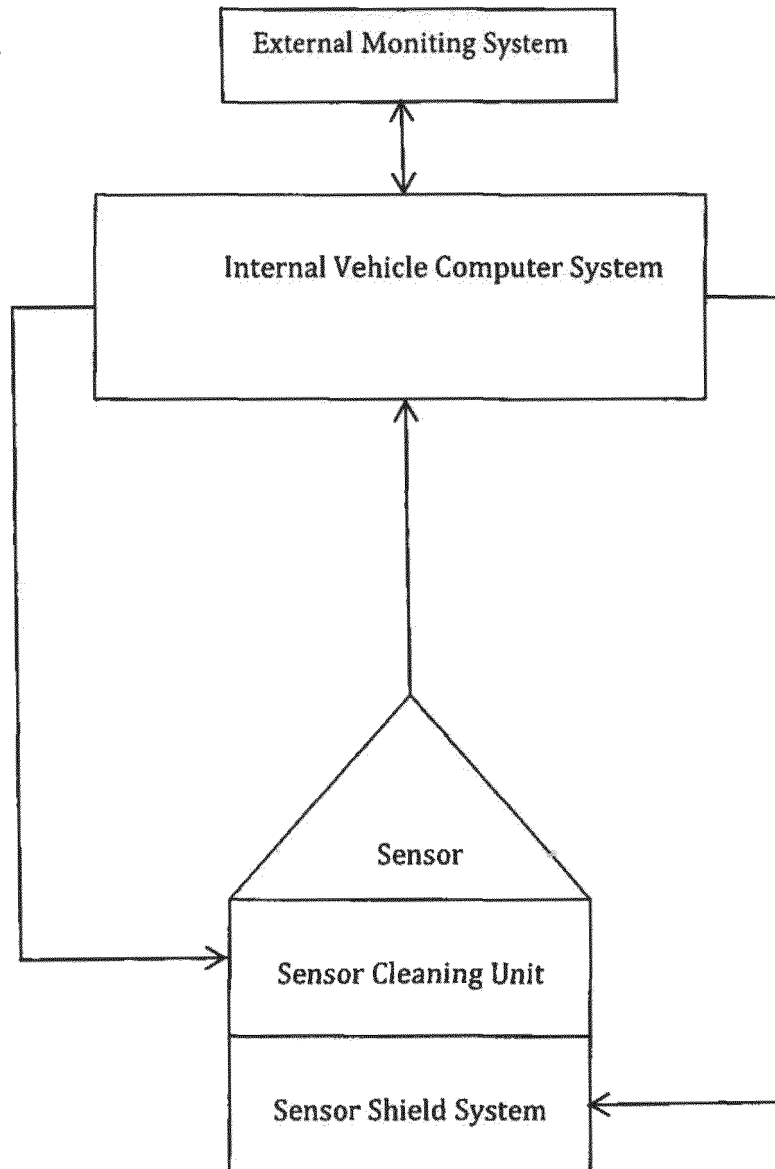 External Moniting System
Internal Vehicle Computer System
Sensor
Sensor Cleaning Unit
Sensor Shield System